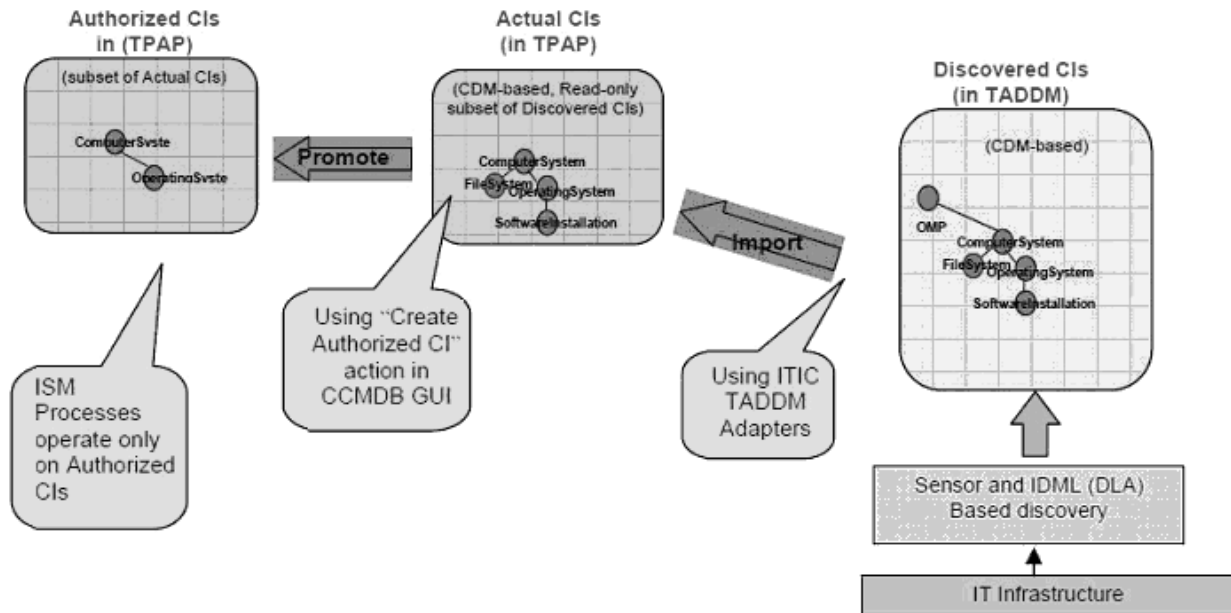 Authorized CIs
in (TPAP)
(subset of Actual CIs)
ComputerSyste
OperatingSyste
Promote
Actual CIs
(in TPAP)
(CDM-based, Read-only
subset of Discovered CIs)
ComputerSystem
FileSystem
OperatingSystem
SoftwareInstallation
Import
Discovered CIs
(in TADDM)
(CDM-based)
OMP
ComputerSystem
FileSystem
OperatingSystem
SoftwareInstallation
ISM
Processes
operate only
on Authorized
CIs
Using “Create
Authorized CI”
action in
CCMDB GUI
Using ITIC
TADDM
Adapters
Sensor and IDML (DLA)
Based discovery
IT Infrastructure